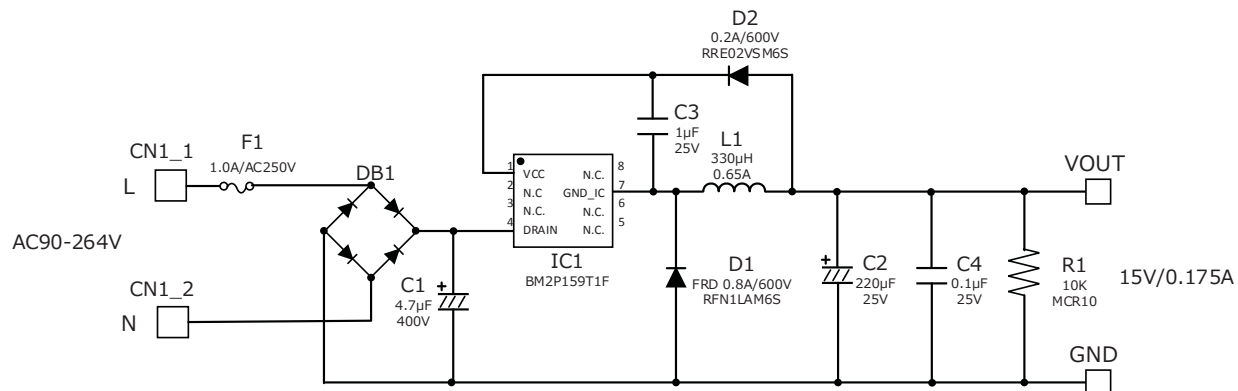 D2
0.2A/600V
RRE02VSM6S
C3
1µF
25V
L1
330µH
0.65A
F1
1.0A/AC250V
CN1_1
L
DB1
1
VCC
N.C.
8
2
N.C
GND_IC
7
3
N.C.
N.C.
6
4
DRAIN
N.C.
5
IC1
BM2P159T1F
VOUT
AC90-264V
CN1_2
N
+
C1
4.7µF
400V
D1
FRD 0.8A/600V
RFN1LAM6S
+
C2
220µF
25V
C4
0.1µF
25V
R1
10K
MCR10
15V/0.175A
GND